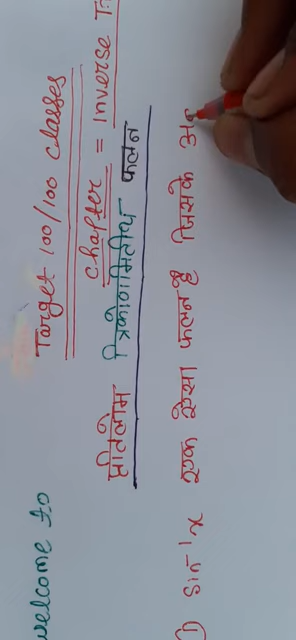 welcome to
Target 100/100 classes
Chapter = Inverse T
प्रतिलोम त्रिकोणमितीय फलन
1) sin⁻¹x एक ऐसा फलन है जिसके